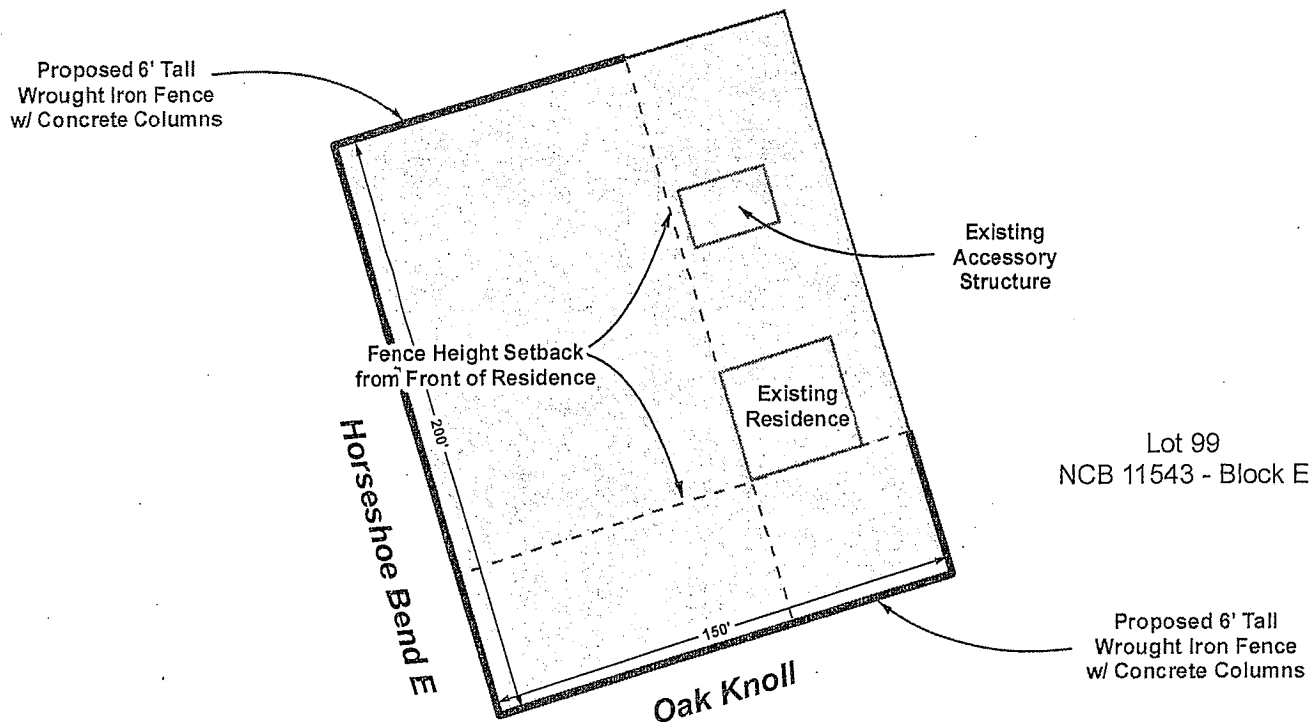 Proposed 6' Tall
Wrought Iron Fence
w/ Concrete Columns
Existing
Accessory
Structure
Fence Height Setback
from Front of Residence
Existing
Residence
200'
Horseshoe Bend E
Lot 99
NCB 11543 - Block E
150'
Oak Knoll
Proposed 6' Tall
Wrought Iron Fence
w/ Concrete Columns